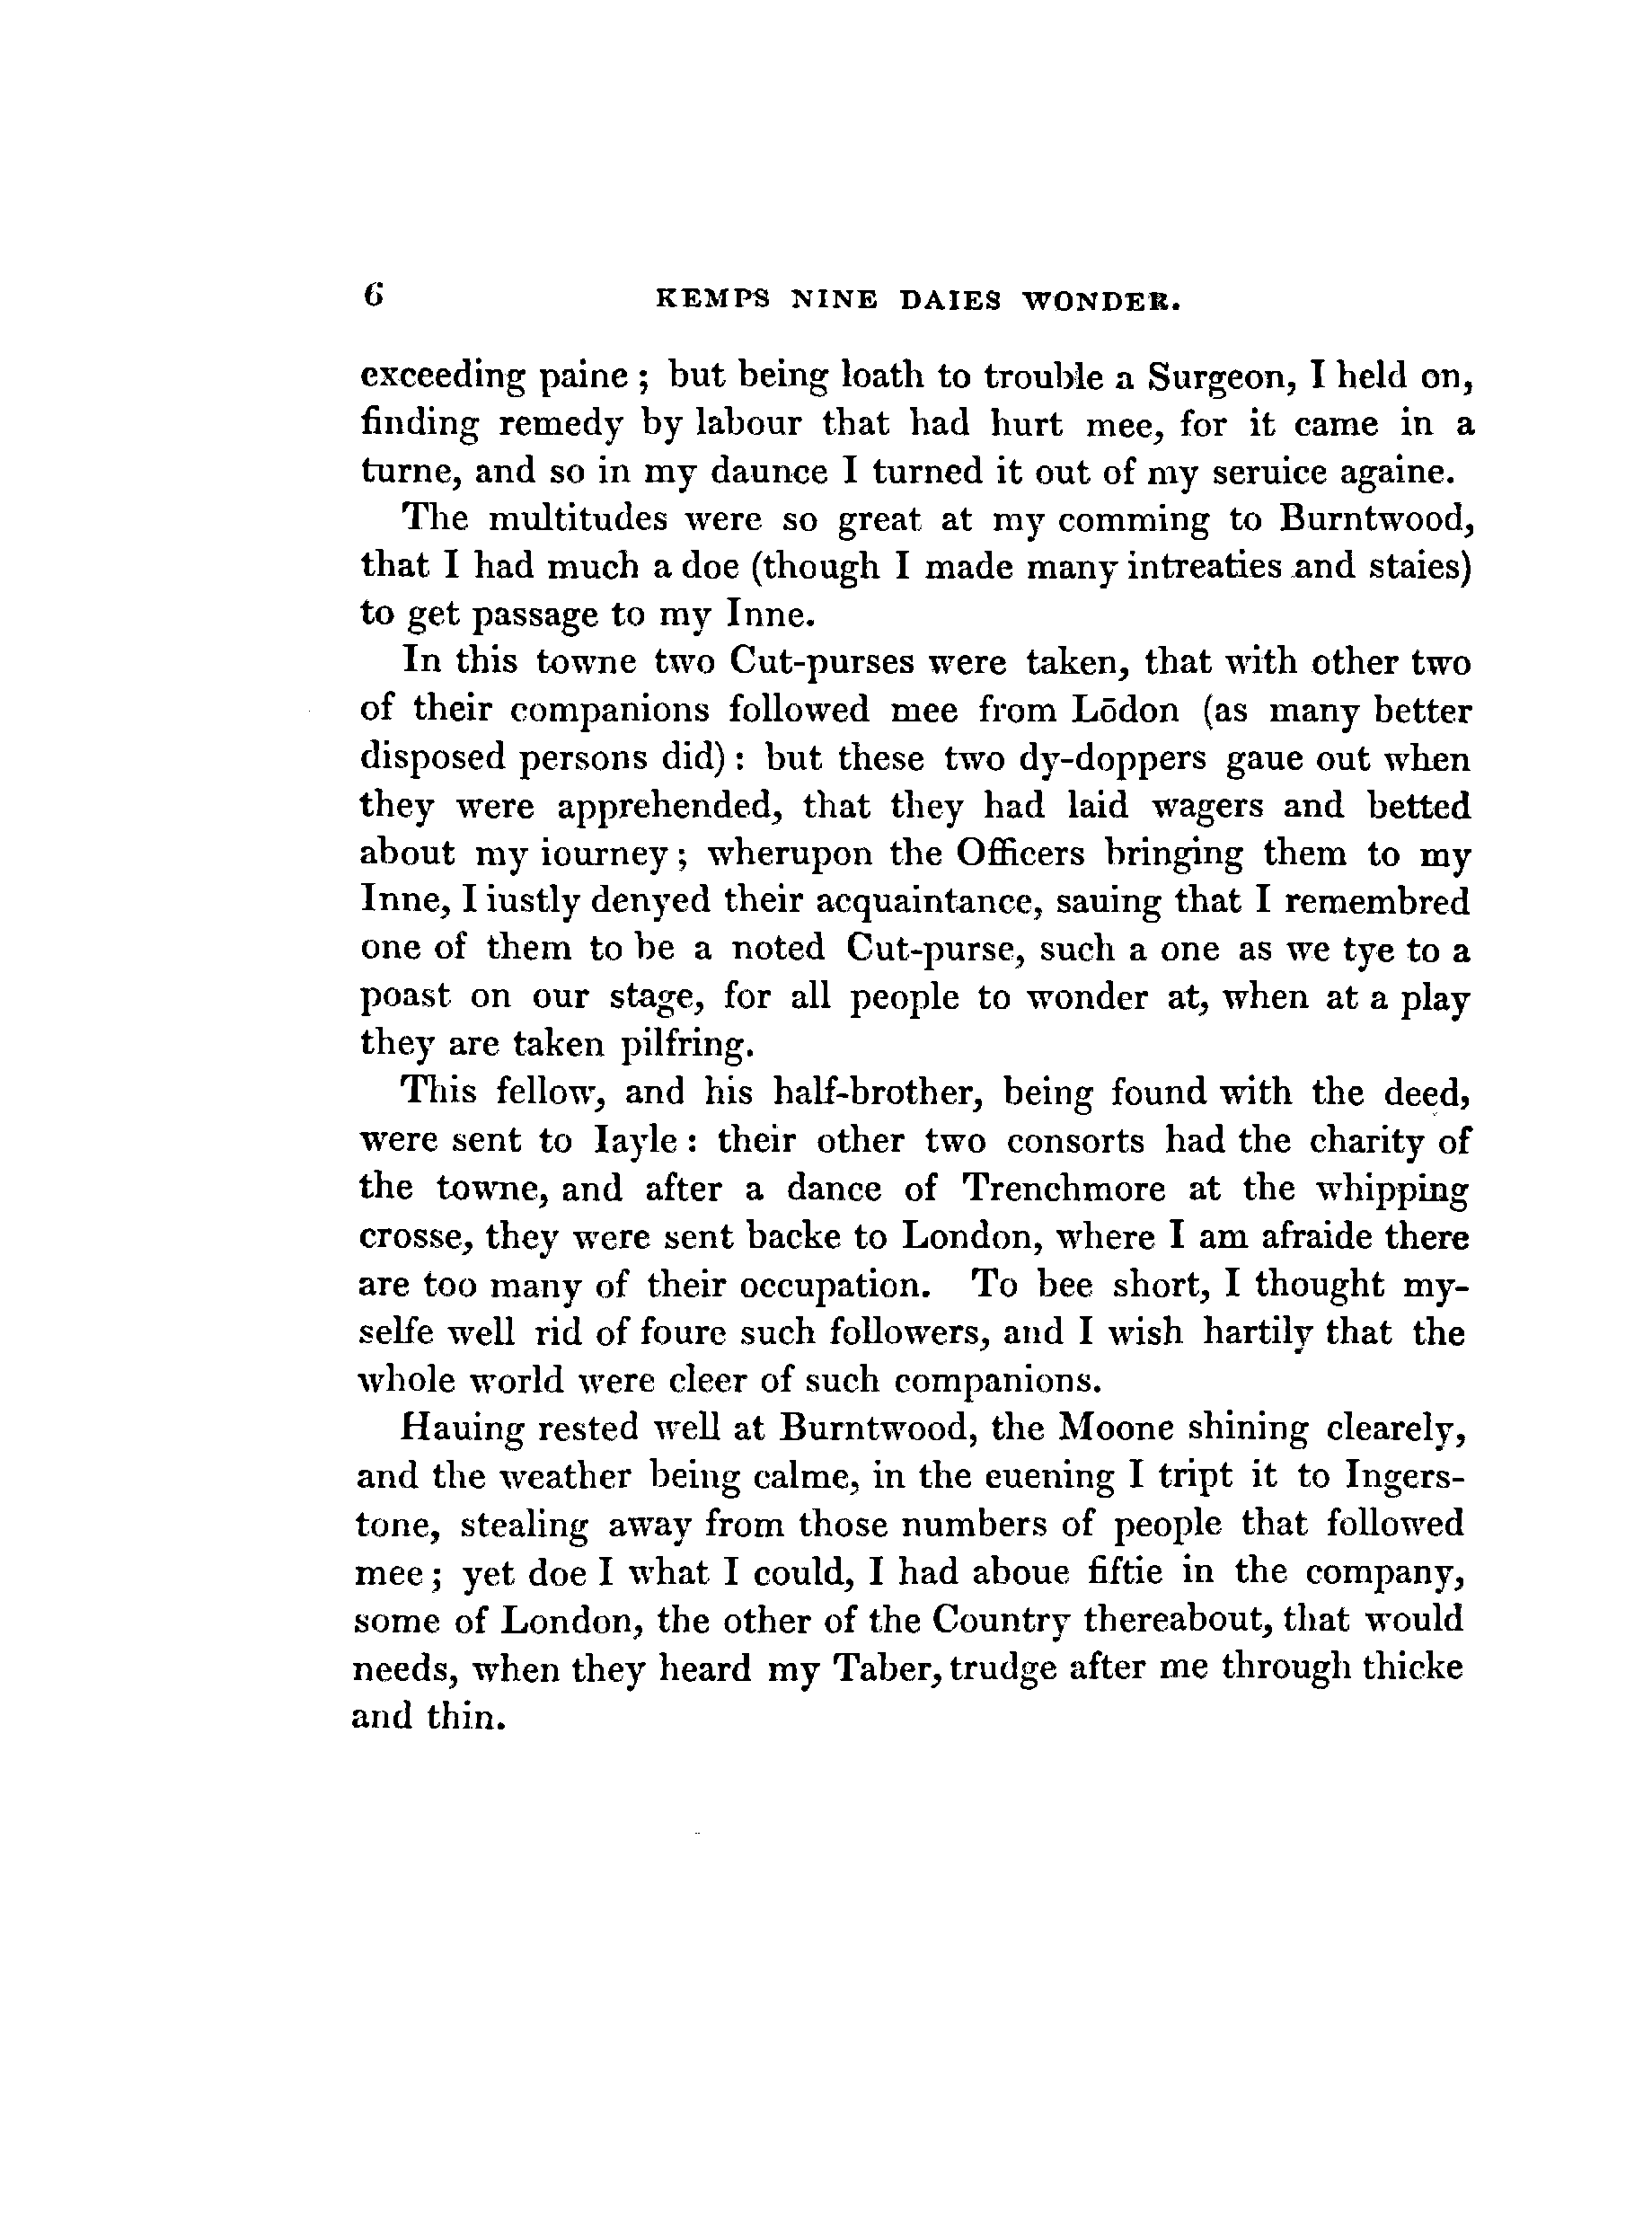 6 KEMPS NINE DAIES WONDER.
exceeding paine ; but being loath to trouble a Surgeon, I held on,
finding remedy by labour that had hurt mee, for it came in a
turne, and so in my daunce I turned it out of my seruice againe.
The multitudes were so great at my comming to Burntwood,
that I had much a doe (though I made many intreaties and staies)
to get passage to my Inne.
In this towne two Cut-purses were taken, that with other two
of their companions followed mee from Lōdon (as many better
disposed persons did) : but these two dy-doppers gaue out when
they were apprehended, that they had laid wagers and betted
about my iourney ; wherupon the Officers bringing them to my
Inne, I iustly denyed their acquaintance, sauing that I remembred
one of them to be a noted Cut-purse, such a one as we tye to a
poast on our stage, for all people to wonder at, when at a play
they are taken pilfring.
This fellow, and his half-brother, being found with the deed,
were sent to Iayle : their other two consorts had the charity of
the towne, and after a dance of Trenchmore at the whipping
crosse, they were sent backe to London, where I am afraide there
are too many of their occupation. To bee short, I thought my-
selfe well rid of foure such followers, and I wish hartily that the
whole world were cleer of such companions.
Hauing rested well at Burntwood, the Moone shining clearely,
and the weather being calme, in the euening I tript it to Ingers-
tone, stealing away from those numbers of people that followed
mee ; yet doe I what I could, I had aboue fiftie in the company,
some of London, the other of the Country thereabout, that would
needs, when they heard my Taber, trudge after me through thicke
and thin.